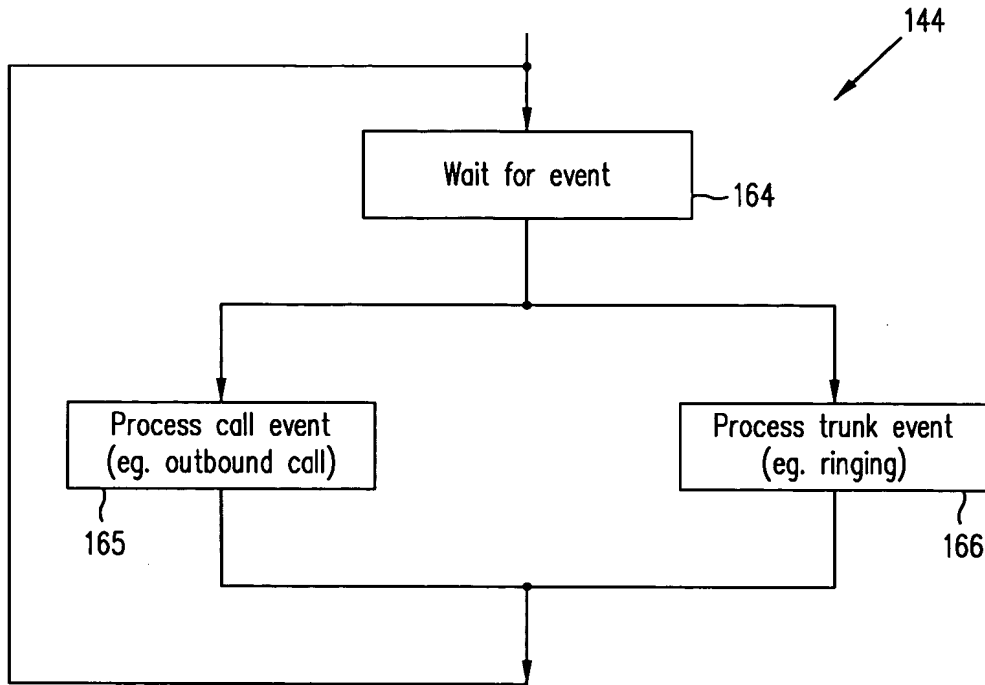 144
Wait for event
164
Process call event
(eg. outbound call)
Process trunk event
(eg. ringing)
165
166